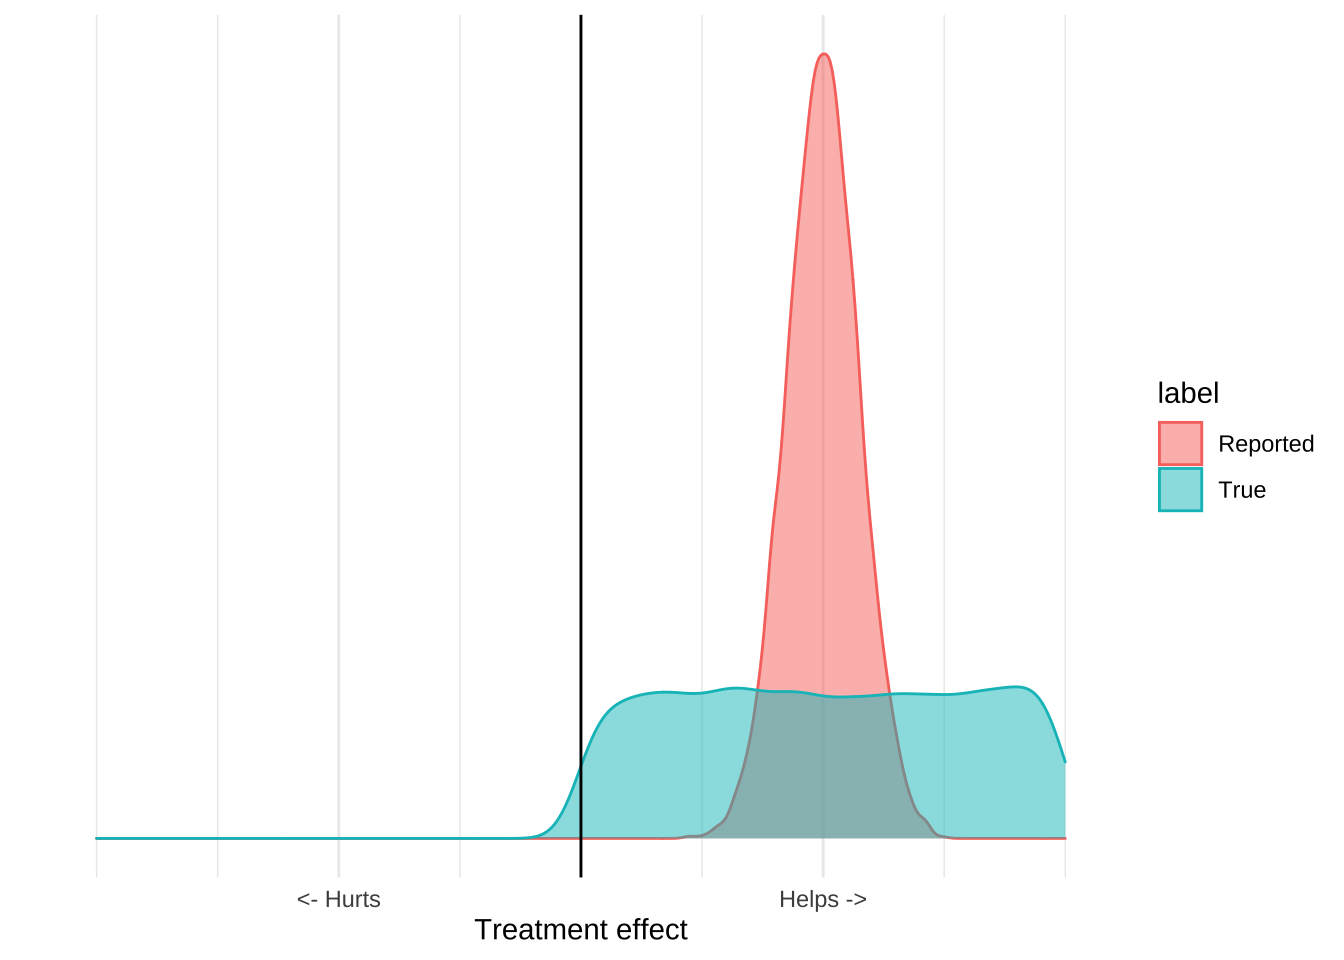 label
Reported
True
<- Hurts
Helps ->
Treatment effect